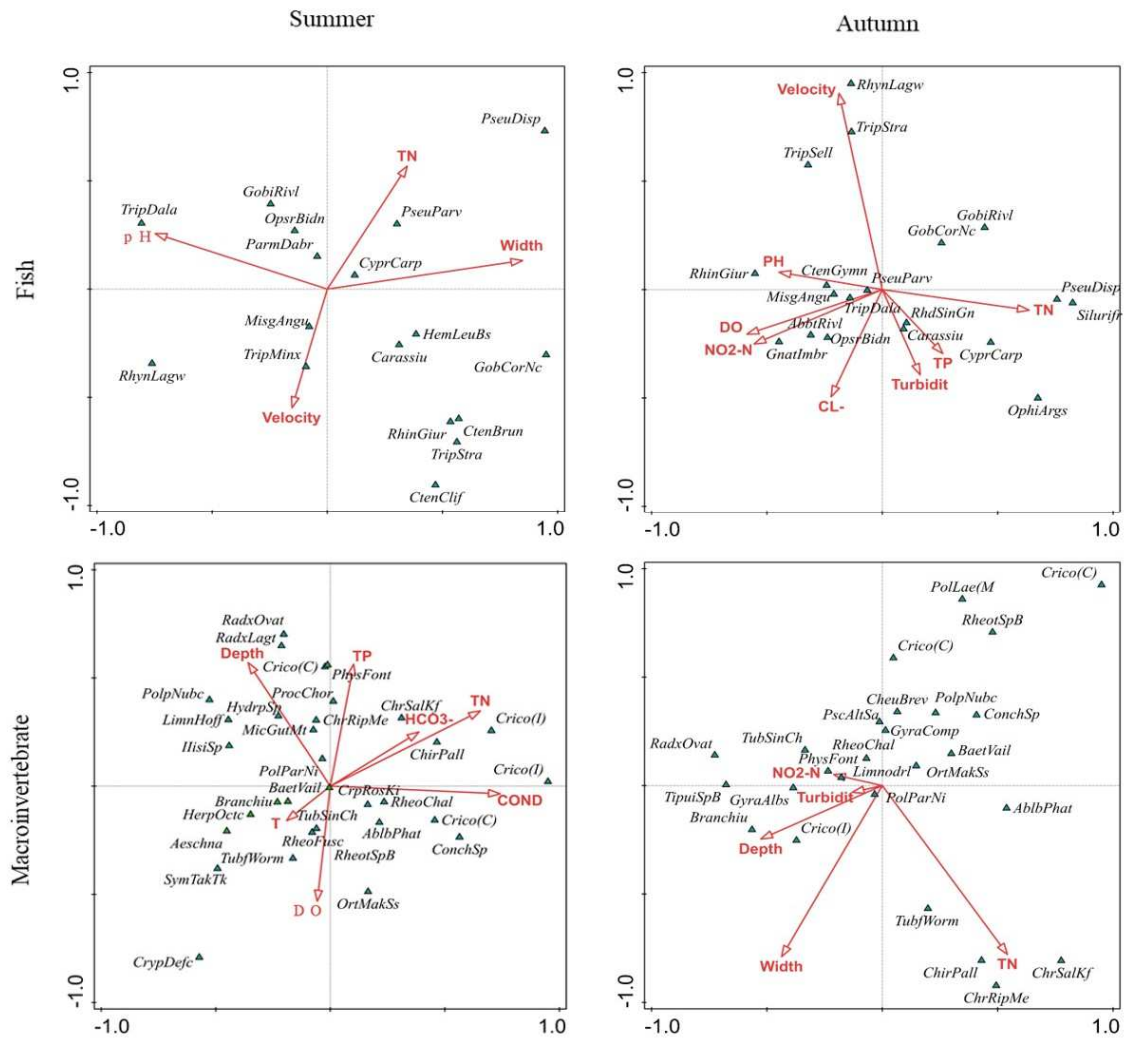 Summer
Autumn
Fish
1.0
PseuDisp
TN
GobiRivl
OpsrBidn
TripDala
p H
ParmDabr
PseuParv
Width
CyprCarp
MisgAngu
HemLeuBs
TripMinx
Carassiu
GobCorNc
RhynLagw
Velocity
RhinGiur
CtenBrun
TripStra
CtenClif
-1.0
-1.0
1.0
1.0
Velocity
RhynLagw
TripStra
TripSell
GobiRivl
GobCorNc
PH
CtenGymn
PseuParv
RhinGiur
MisgAngu
TripDala
PseuDisp
TN
Silurifr
DO
AbbtRivl
RhdSinGn
NO2-N
OpsrBidn
Carassiu
GnatImbr
TP
CyprCarp
Turbidit
CL-
OphiArgs
-1.0
-1.0
1.0
Macroinvertebrate
1.0
RadxOvat
RadxLagt
Depth
Crico(C)
TP
PhysFont
PolpNubc
ProcChor
TN
HydrpSp
ChrSalKf
LimnHoff
ChrRipMe
HCO3-
Crico(I)
MicGutMt
IlisiSp
ChirPall
PolParNi
Crico(I)
BaetVail
CrpRosKi
COND
Branchiu
RheoChal
HerpOctc
T
TubSinCh
AblbPhat
Crico(C)
Aeschna
RheoFusc
RheotSpB
ConchSp
TubfWorm
SymTakTk
D O
OrtMakSs
CrypDefc
-1.0
-1.0
1.0
1.0
Crico(C)
PolLae(M
RheotSpB
Crico(C)
CheuBrev
PolpNubc
PscAltSa
ConchSp
GyraComp
RadxOvat
TubSinCh
RheoChal
BaetVail
PhysFont
OrtMakSs
NO2-N
Limnodrl
TipuiSpB
GyraAlbs
Turbidit
PolParNi
AblbPhat
Branchiu
Crico(I)
Depth
TubfWorm
Width
ChirPall
TN
ChrSalKf
ChrRipMe
-1.0
-1.0
1.0